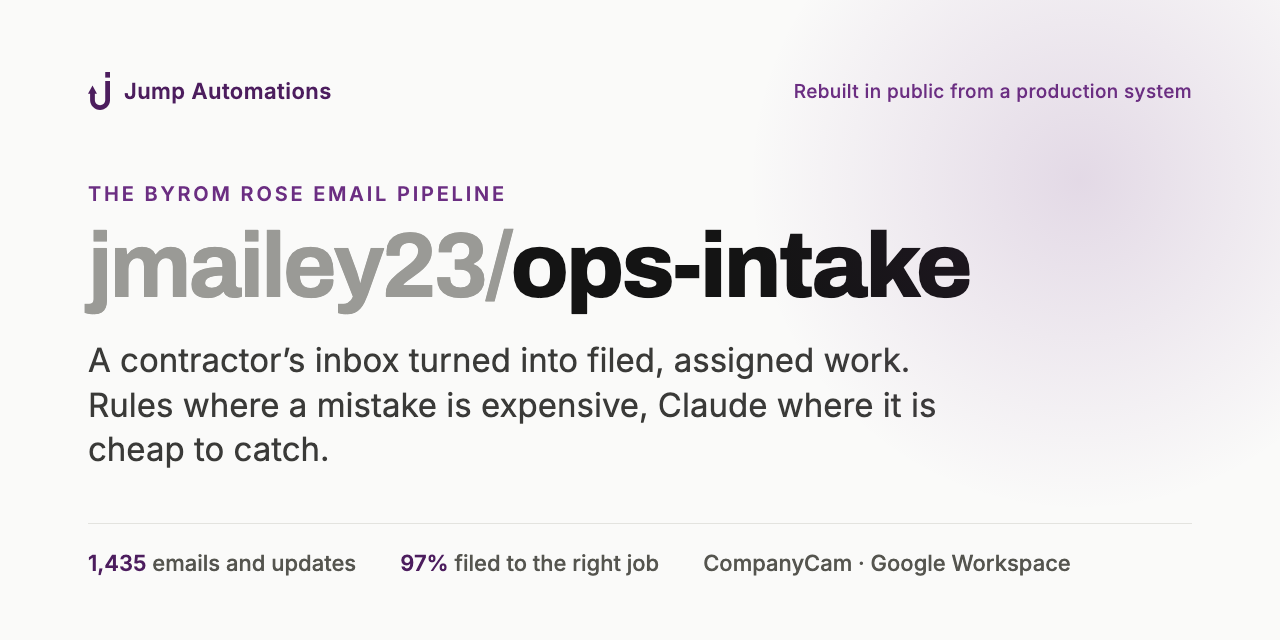 Jump Automations
Rebuilt in public from a production system
THE BYROM ROSE EMAIL PIPELINE
jmailey23/ops-intake
A contractor’s inbox turned into filed, assigned work.
Rules where a mistake is expensive, Claude where it is
cheap to catch.
1,435 emails and updates
97% filed to the right job
CompanyCam · Google Workspace